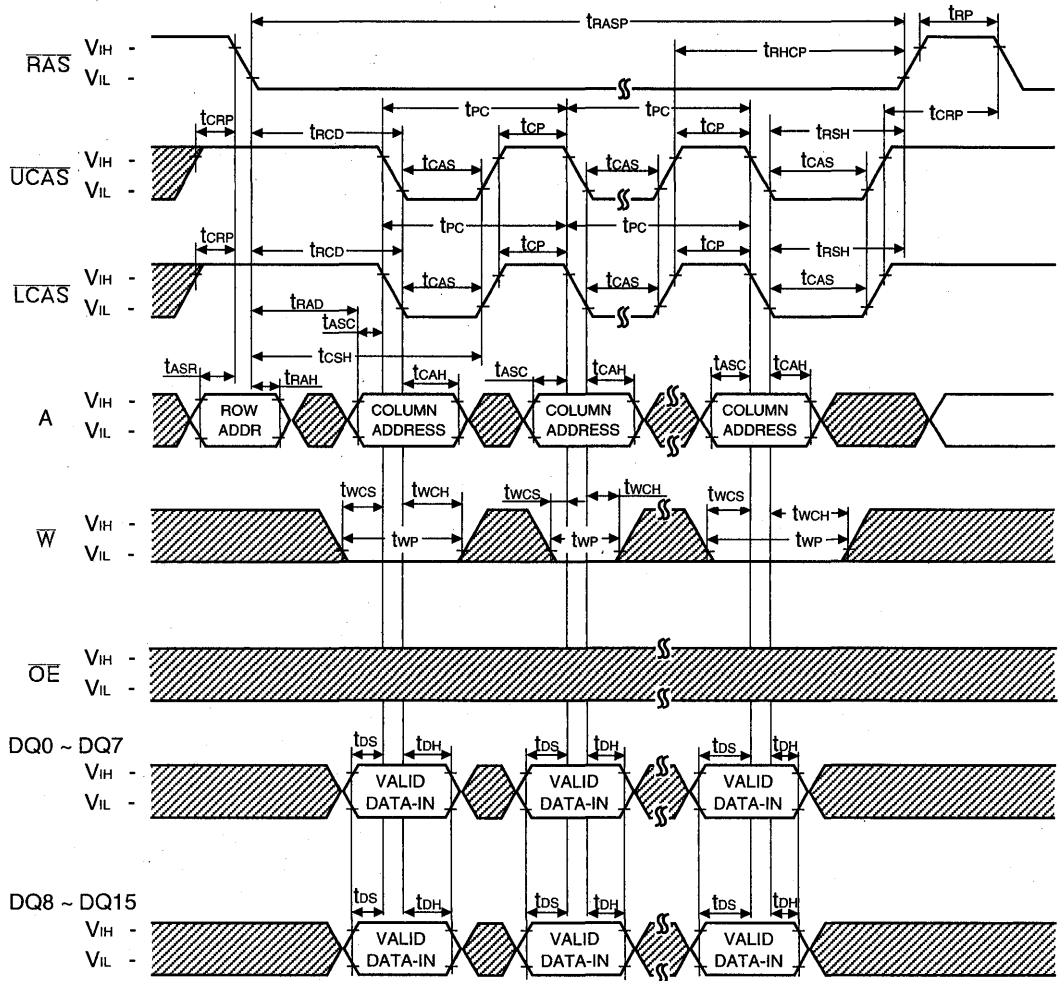 tRASP tRP
tRHCP
RAS VIH -
VIL -
tPC tPC tCRP
tCRP tRCD tCP tCP tRSH
UCAS VIH -
VIL -
tCAS tCAS tCAS
tPC tPC
tCRP tRCD tCP tCP tRSH
LCAS VIH -
VIL -
tCAS tCAS tCAS
tRAD
tASC
tCSH
tASR tRAH tCAH tASC tCAH tASC tCAH
A VIH -
VIL -
ROW ADDR
COLUMN ADDRESS
COLUMN ADDRESS
COLUMN ADDRESS
tWCS tWCH tWCS tWCH tWCS tWCH
W VIH -
VIL -
tWP tWP tWP
OE VIH -
VIL -
DQ0 ~ DQ7
tDS tDH tDS tDH tDS tDH
VIH -
VIL -
VALID DATA-IN
VALID DATA-IN
VALID DATA-IN
DQ8 ~ DQ15
tDS tDH tDS tDH tDS tDH
VIH -
VIL -
VALID DATA-IN
VALID DATA-IN
VALID DATA-IN